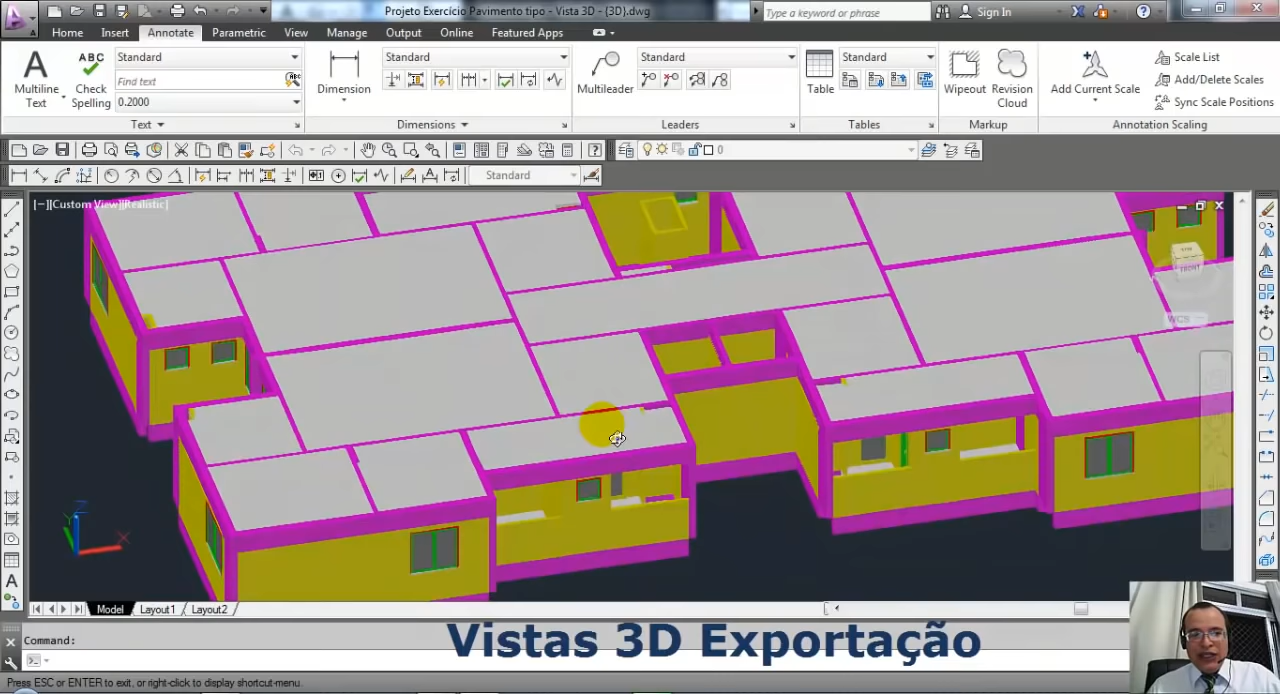 Projeto Exercício Pavimento tipo - Vista 3D - {3D}.dwg
Type a keyword or phrase
Sign In
Home Insert Annotate Parametric View Manage Output Online Featured Apps
Standard
Standard
Standard
Scale List
Find text
Add/Delete Scales
0.2000
Sync Scale Positions
Multiline Text
ABC
Check Spelling
Dimension
Multileader
Table
Wipeout
Revision Cloud
Add Current Scale
Text
Dimensions
Leaders
Tables
Markup
Annotation Scaling
0
Standard
[−][Custom View][Realistic]
FRONT
WCS
X
Model Layout1 Layout2
Command:
Vistas 3D Exportação
Press ESC or ENTER to exit, or right-click to display shortcut-menu.